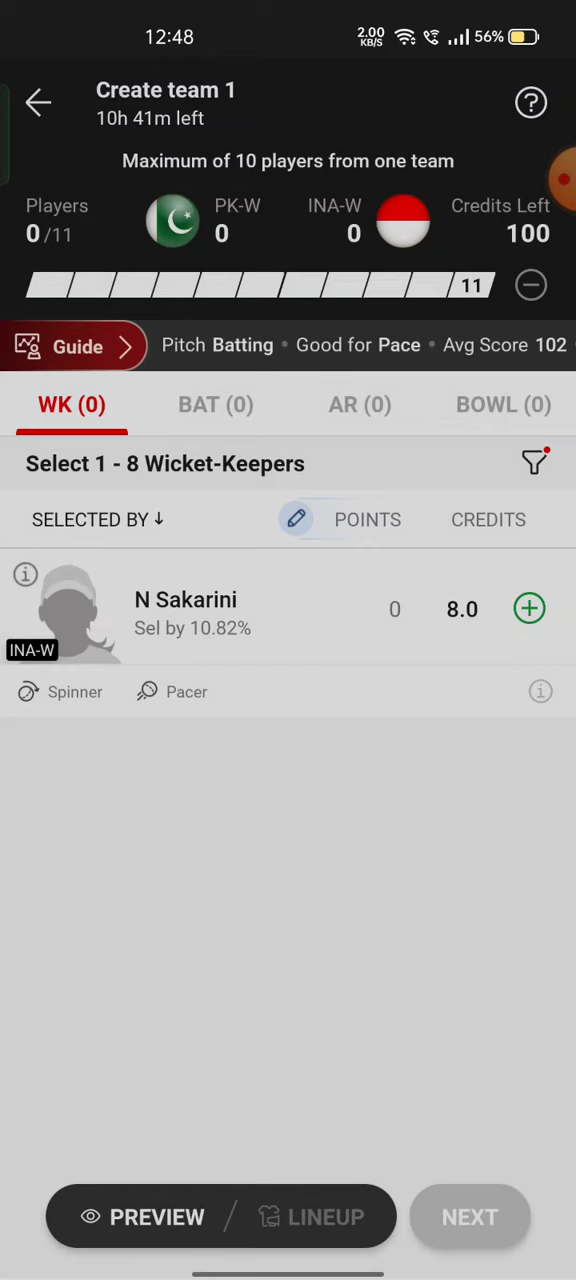 12:48
2.00 KB/S
56%
Create team 1
10h 41m left
Maximum of 10 players from one team
Players PK-W INA-W Credits Left
0 /11 0 0 100
11
Guide Pitch Batting • Good for Pace • Avg Score 102
WK (0) BAT (0) AR (0) BOWL (0)
Select 1 - 8 Wicket-Keepers
SELECTED BY ↓ POINTS CREDITS
N Sakarini 0 8.0
Sel by 10.82%
INA-W
Spinner Pacer
PREVIEW / LINEUP NEXT